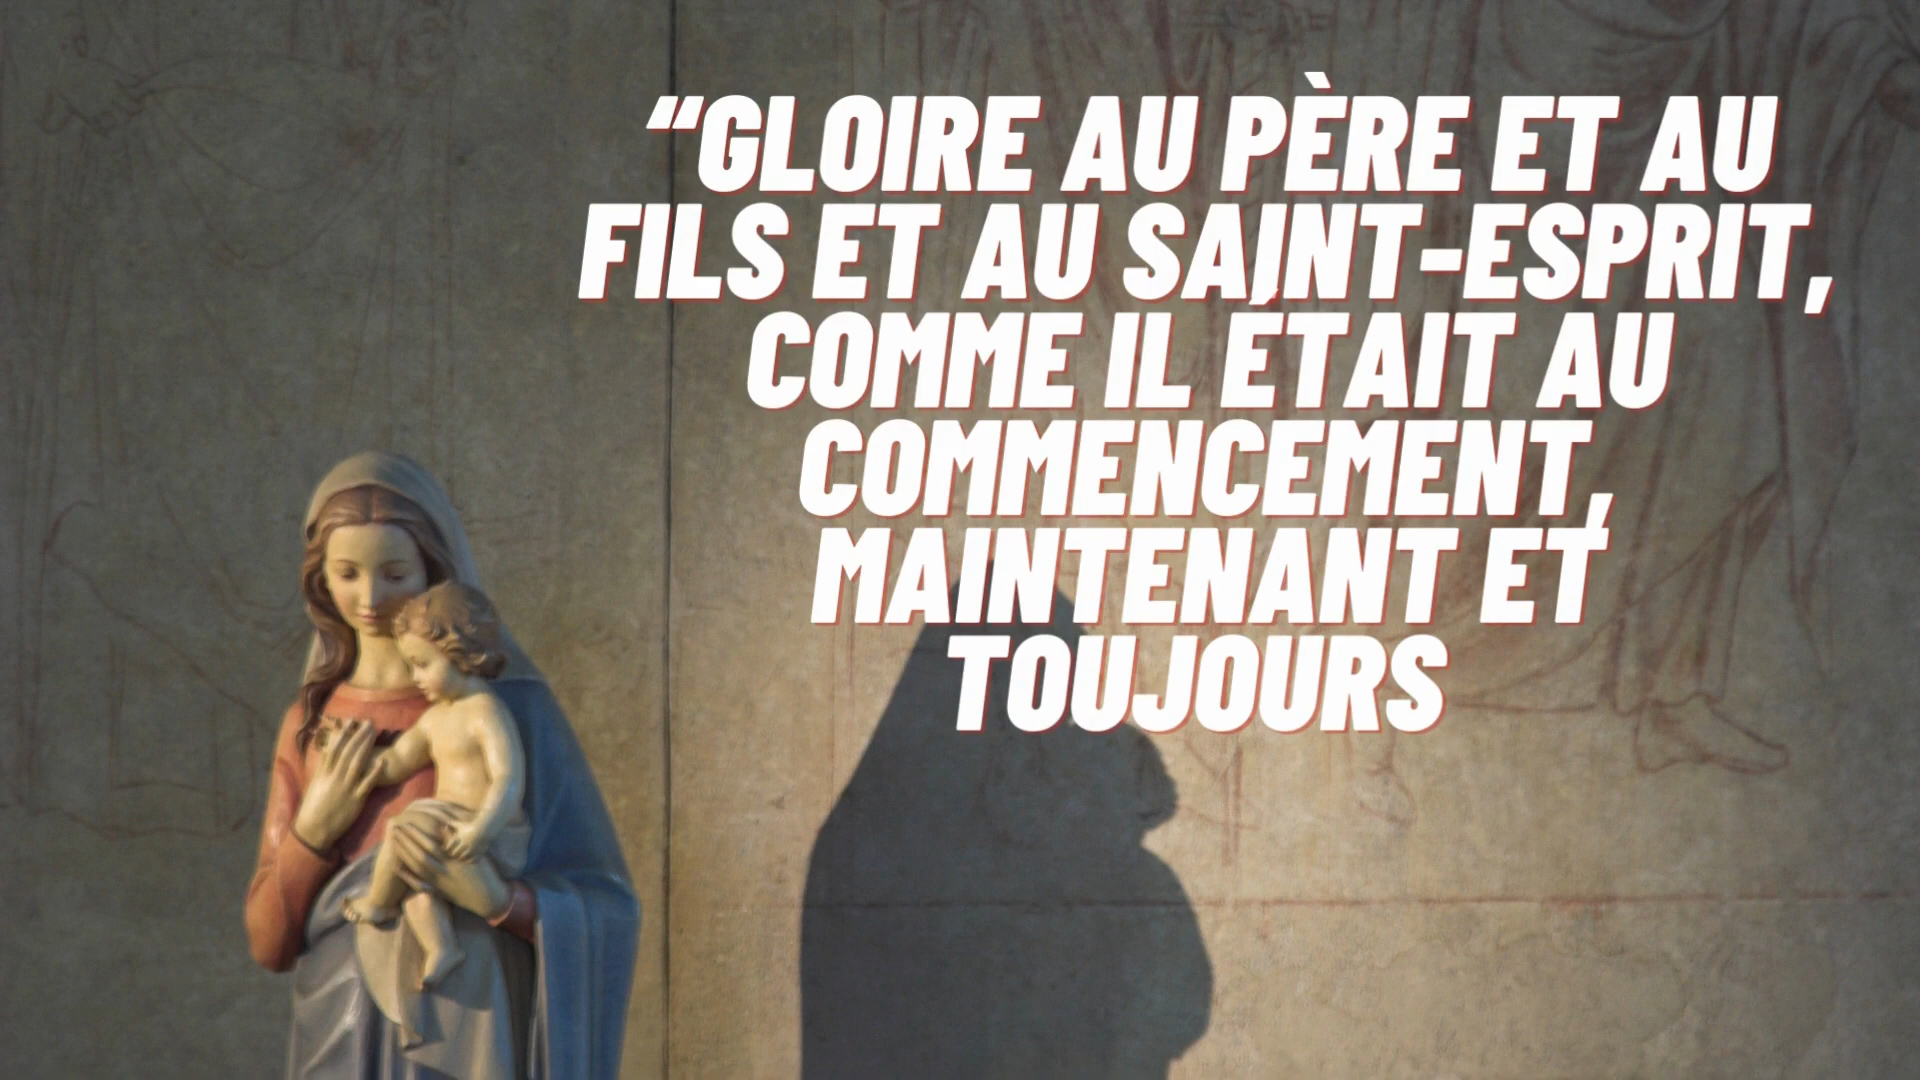 “GLOIRE AU PÈRE ET AU
FILS ET AU SAINT-ESPRIT,
COMME IL ÉTAIT AU
COMMENCEMENT,
MAINTENANT ET
TOUJOURS